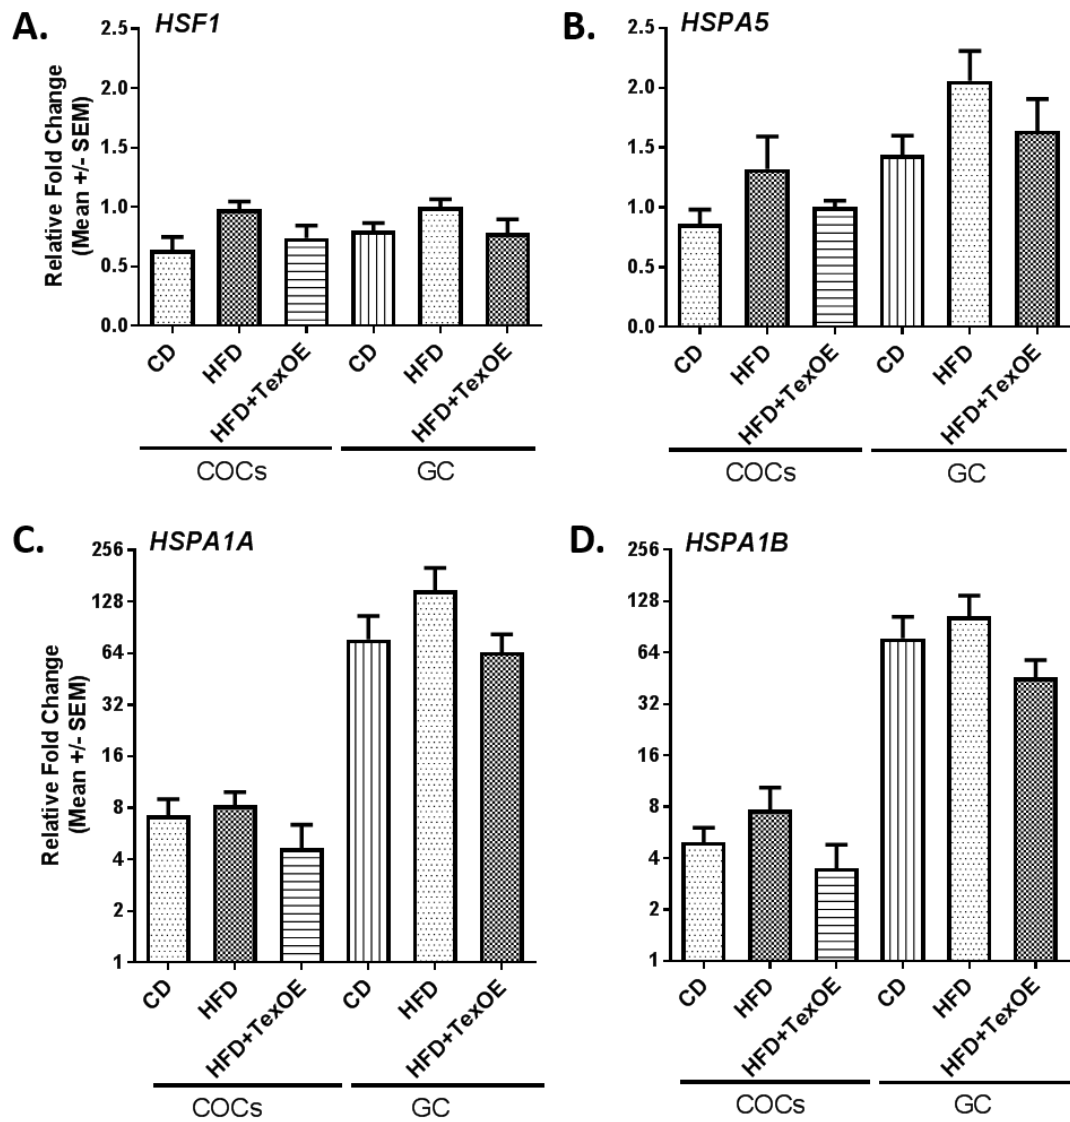 A. HSF1
Relative Fold Change
(Mean +/- SEM)
2.5
2.0
1.5
1.0
0.5
0.0
CD
HFD
HFD+TexOE
CD
HFD
HFD+TexOE
COCs
GC
B. HSPA5
2.5
2.0
1.5
1.0
0.5
0.0
CD
HFD
HFD+TexOE
CD
HFD
HFD+TexOE
COCs
GC
C. HSPA1A
Relative Fold Change
(Mean +/- SEM)
256
128
64
32
16
8
4
2
1
CD
HFD
HFD+TexOE
CD
HFD
HFD+TexOE
COCs
GC
D. HSPA1B
256
128
64
32
16
8
4
2
1
CD
HFD
HFD+TexOE
CD
HFD
HFD+TexOE
COCs
GC